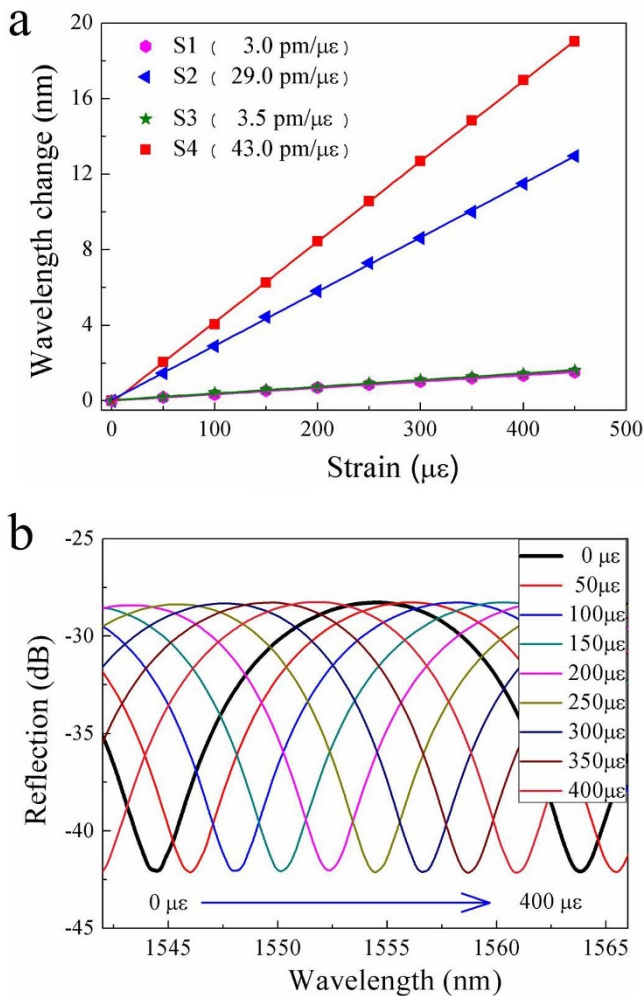 a
20
16
12
8
4
0
Wavelength change (nm)
S1 ( 3.0 pm/με)
S2 ( 29.0 pm/με)
S3 ( 3.5 pm/με)
S4 ( 43.0 pm/με)
0 100 200 300 400 500
Strain (με)
b
-25
-30
-35
-40
-45
Reflection (dB)
0 με
50με
100με
150με
200με
250με
300με
350με
400με
0 με 400 με
1545 1550 1555 1560 1565
Wavelength (nm)